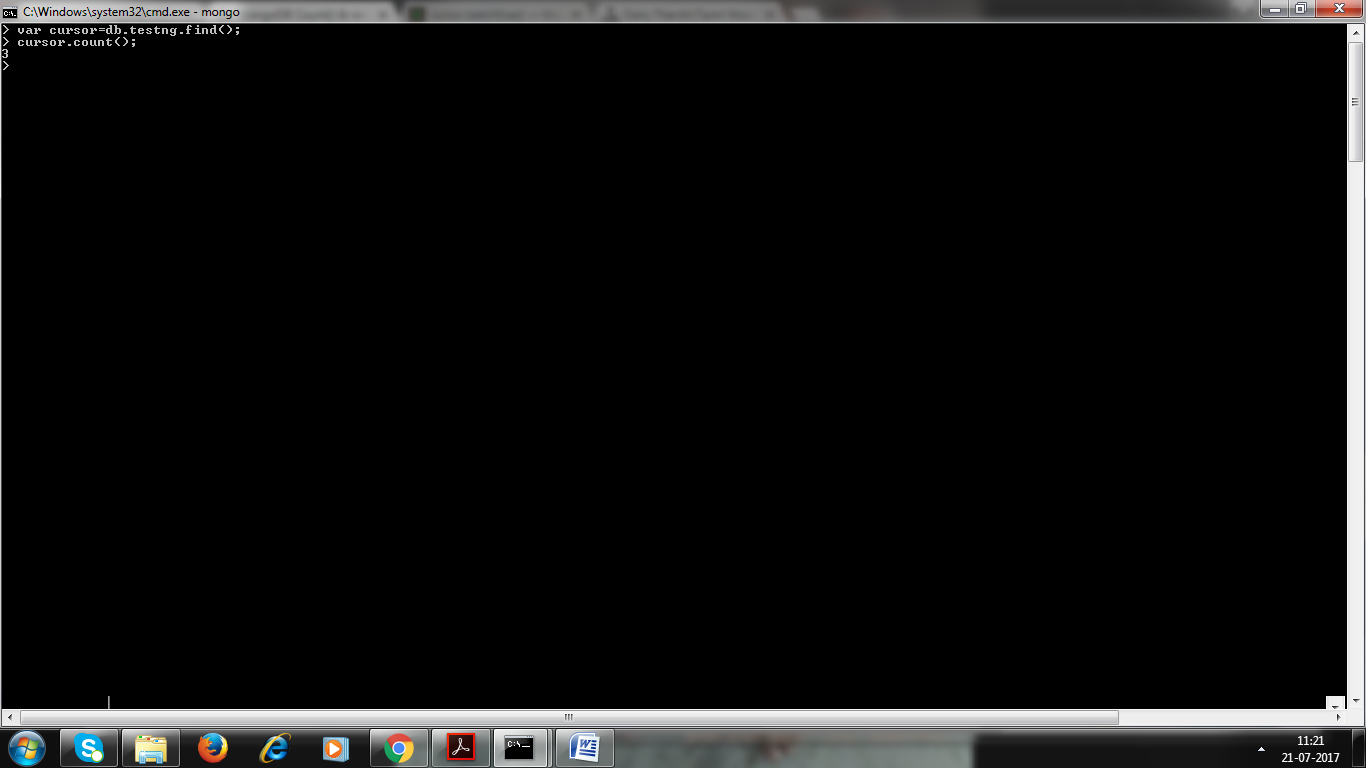 C:\Windows\system32\cmd.exe - mongo
> var cursor=db.testng.find();
> cursor.count();
3
>
11:21
21-07-2017